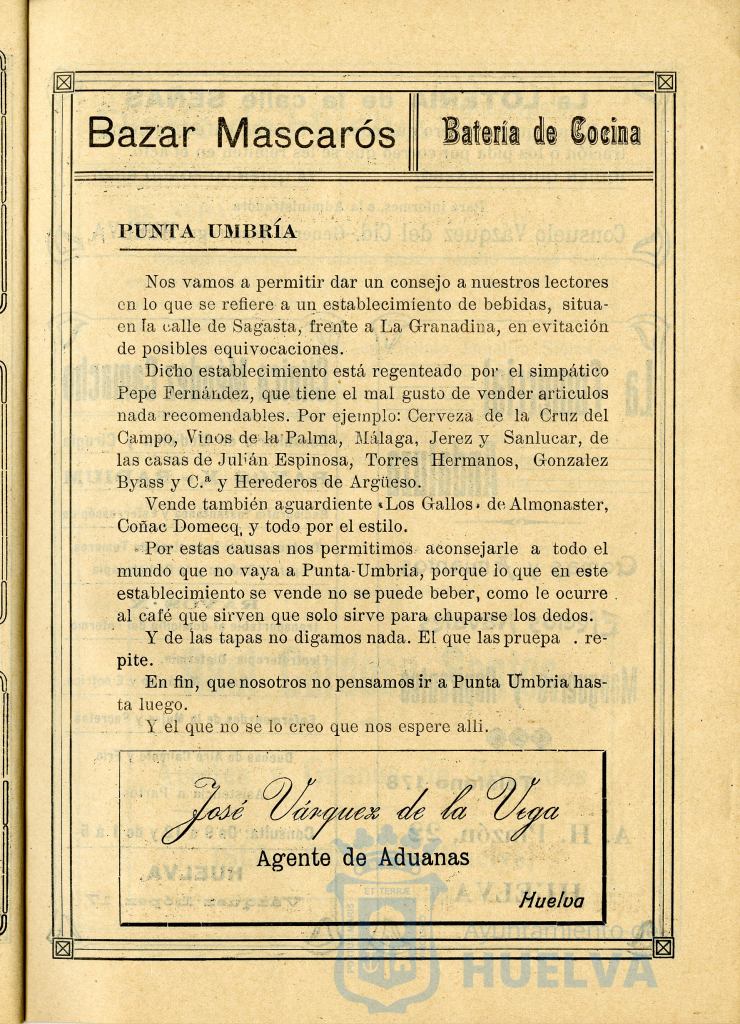 Bazar Mascarós
Batería de Cocina
PUNTA UMBRÍA
Nos vamos a permitir dar un consejo a nuestros lectores
en lo que se refiere a un establecimiento de bebidas, situa-
en la calle de Sagasta, frente a La Granadina, en evitación
de posibles equivocaciones.
Dicho establecimiento está regenteado por el simpático
Pepe Fernández, que tiene el mal gusto de vender articulos
nada recomendables. Por ejemplo: Cerveza de la Cruz del
Campo, Vinos de la Palma, Málaga, Jerez y Sanlucar, de
las casas de Julián Espinosa, Torres Hermanos, Gonzalez
Byass y C.ª y Herederos de Argüeso.
Vende también aguardiente «Los Gallos» de Almonaster,
Coñac Domecq, y todo por el estilo.
Por estas causas nos permitimos aconsejarle a todo el
mundo que no vaya a Punta-Umbria, porque lo que en este
establecimiento se vende no se puede beber, como le ocurre
al café que sirven que solo sirve para chuparse los dedos.
Y de las tapas no digamos nada. El que las pruepa . re-
pite.
En fin, que nosotros no pensamos ir a Punta Umbria has-
ta luego.
Y el que no se lo creo que nos espere alli.
José Várquez de la Vega
Agente de Aduanas
Huelva
Ayuntamiento de
HUELVA